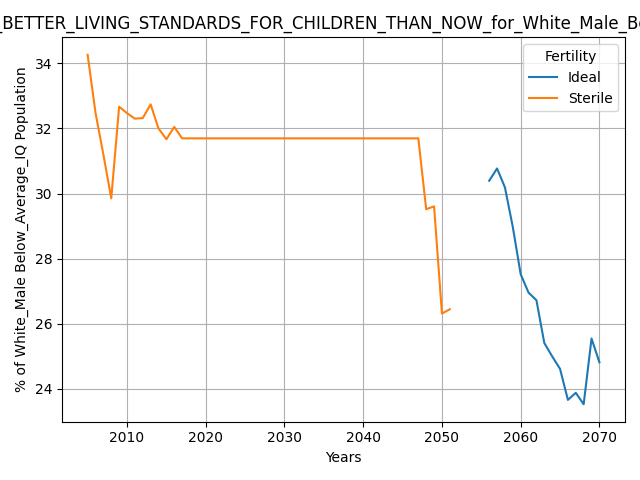 _BETTER_LIVING_STANDARDS_FOR_CHILDREN_THAN_NOW_for_White_Male_Be
% of White_Male Below_Average_IQ Population
34
32
30
28
26
24
Fertility
Ideal
Sterile
2010 2020 2030 2040 2050 2060 2070
Years